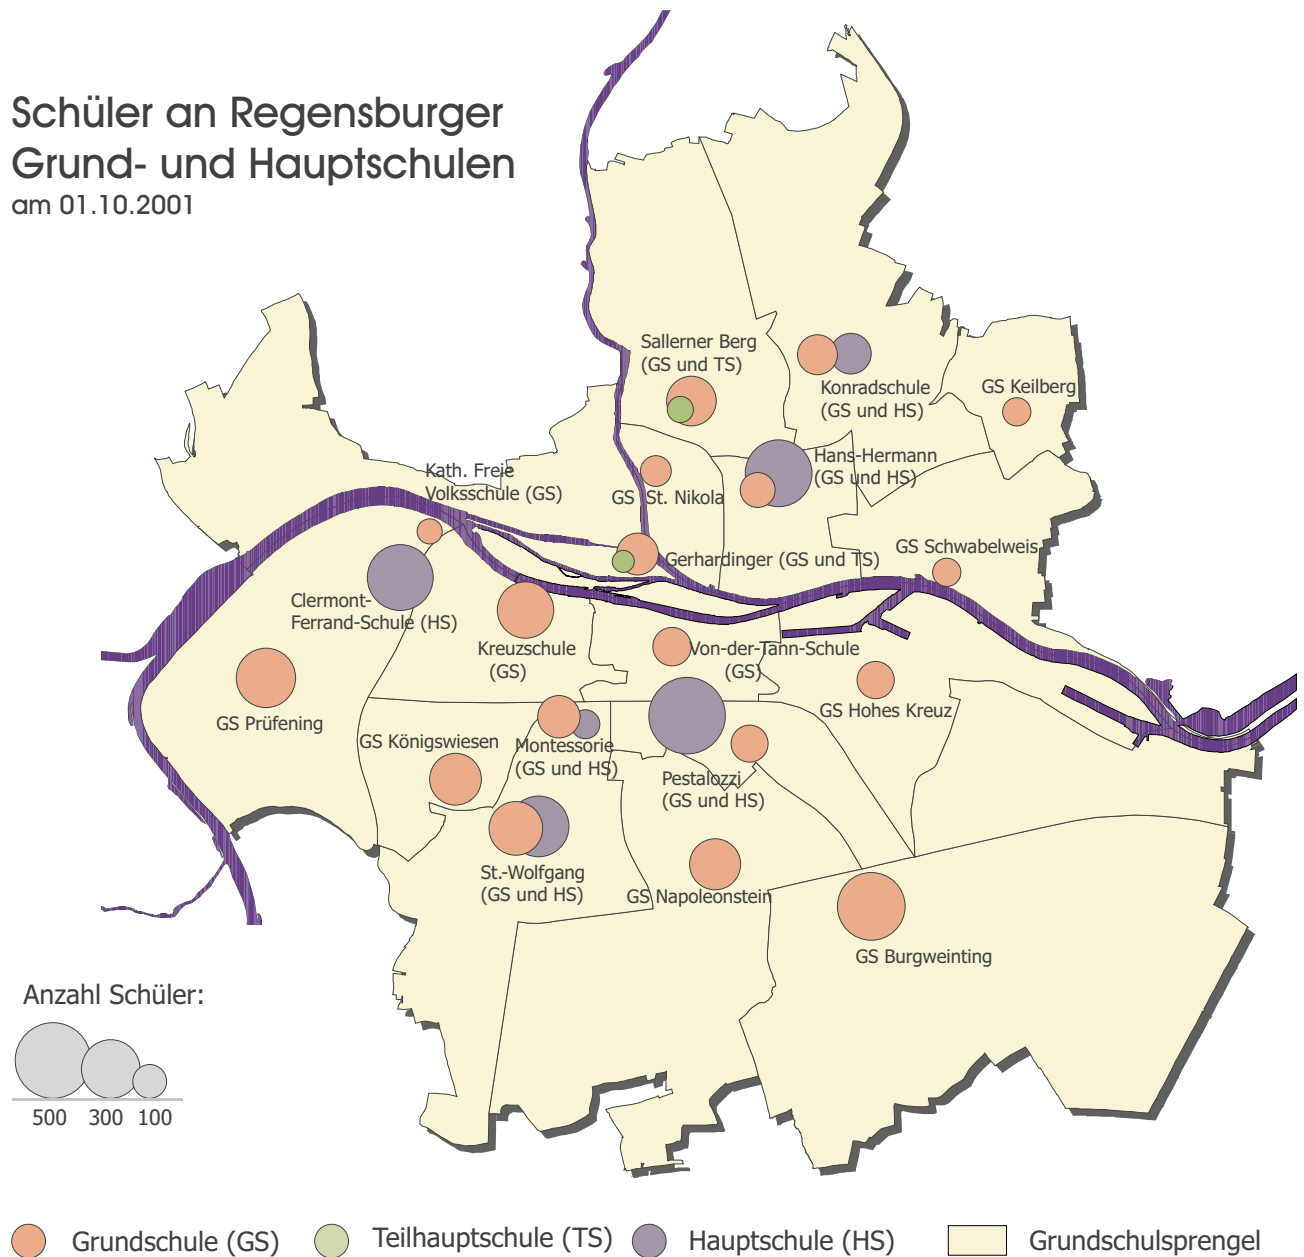 Schüler an Regensburger
Grund- und Hauptschulen
am 01.10.2001
Sallerner Berg
(GS und TS)
Konradschule
(GS und HS)
GS Keilberg
Kath. Freie
Volksschule (GS)
GS St. Nikola
Hans-Hermann
(GS und HS)
Gerhardinger (GS und TS)
GS Schwabelweis
Clermont-
Ferrand-Schule (HS)
Kreuzschule
(GS)
Von-der-Tann-Schule
(GS)
GS Prüfening
GS Hohes Kreuz
GS Königswiesen
Montessorie
(GS und HS)
Pestalozzi
(GS und HS)
St.-Wolfgang
(GS und HS)
GS Napoleonstein
GS Burgweinting
Anzahl Schüler:
500 300 100
Grundschule (GS) Teilhauptschule (TS) Hauptschule (HS) Grundschulsprengel